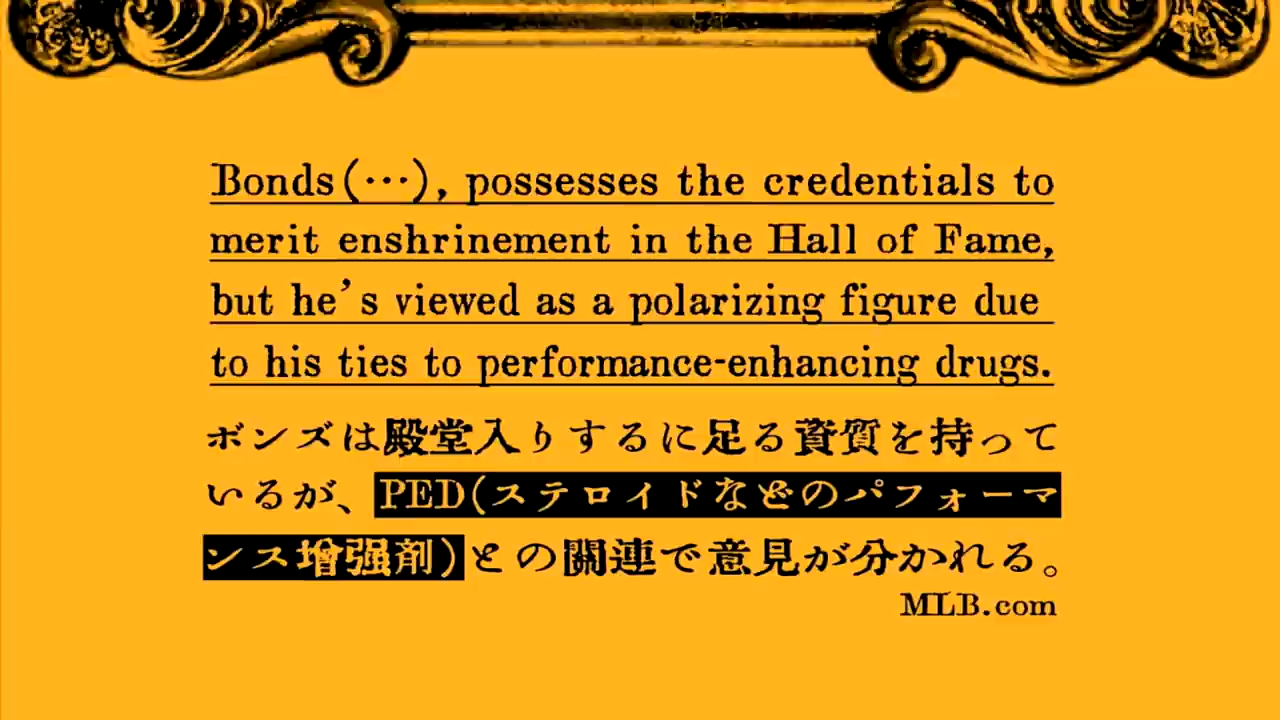 Bonds(…), possesses the credentials to
merit enshrinement in the Hall of Fame,
but he's viewed as a polarizing figure due
to his ties to performance-enhancing drugs.
ボンズは殿堂入りするに足る資質を持って
いるが、PED(ステロイドなどのパフォーマ
ンス増强剤)との関連で意見が分かれる。
MLB.com